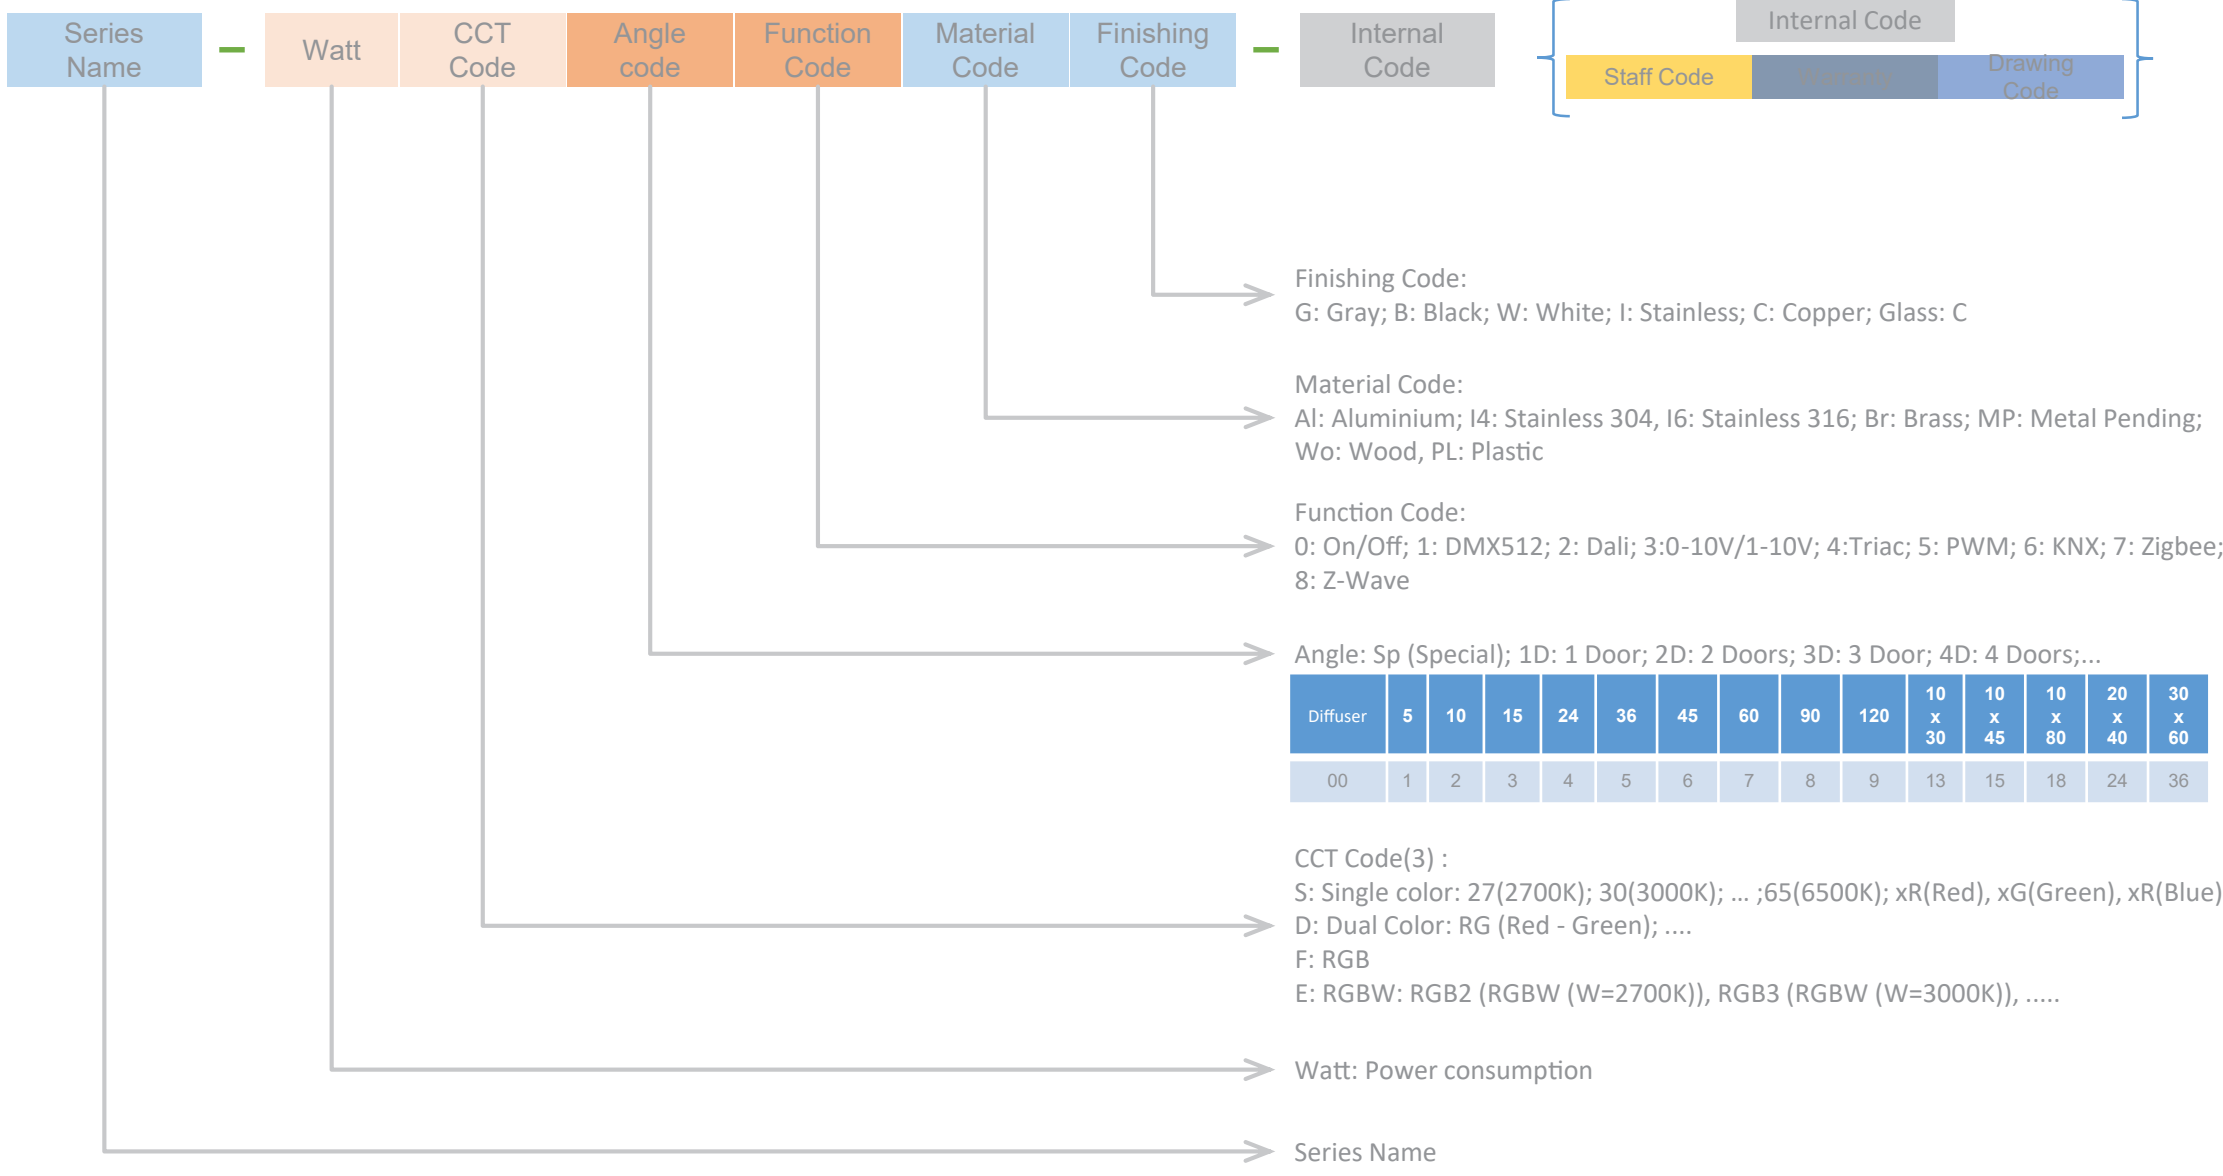 Series Name
–
Watt
CCT Code
Angle code
Function Code
Material Code
Finishing Code
–
Internal Code
Internal Code
Staff Code
Drawing Code
Finishing Code:
G: Gray; B: Black; W: White; I: Stainless; C: Copper; Glass: C
Material Code:
Al: Aluminium; I4: Stainless 304, I6: Stainless 316; Br: Brass; MP: Metal Pending;
Wo: Wood, PL: Plastic
Function Code:
0: On/Off; 1: DMX512; 2: Dali; 3:0-10V/1-10V; 4:Triac; 5: PWM; 6: KNX; 7: Zigbee;
8: Z-Wave
Angle: Sp (Special); 1D: 1 Door; 2D: 2 Doors; 3D: 3 Door; 4D: 4 Doors;...
Diffuser 5 10 15 24 36 45 60 90 120 10 x 30 10 x 45 10 x 80 20 x 40 30 x 60
00 1 2 3 4 5 6 7 8 9 13 15 18 24 36
CCT Code(3) :
S: Single color: 27(2700K); 30(3000K); ... ;65(6500K); xR(Red), xG(Green), xR(Blue)
D: Dual Color: RG (Red - Green); ....
F: RGB
E: RGBW: RGB2 (RGBW (W=2700K)), RGB3 (RGBW (W=3000K)), .....
Watt: Power consumption
Series Name